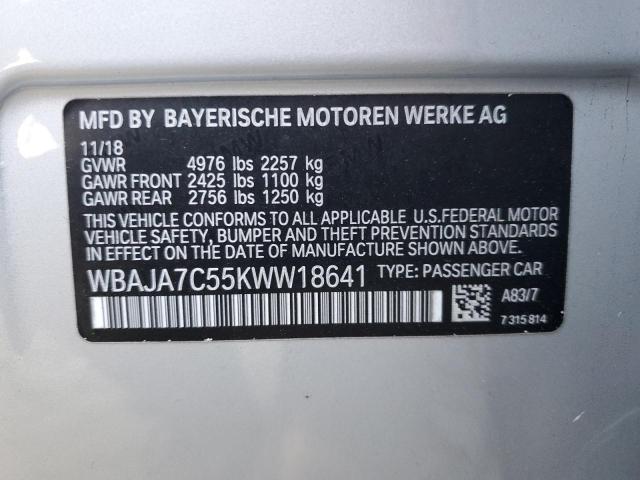 MFD BY BAYERISCHE MOTOREN WERKE AG
11/18
GVWR 4976 lbs 2257 kg
GAWR FRONT 2425 lbs 1100 kg
GAWR REAR 2756 lbs 1250 kg
THIS VEHICLE CONFORMS TO ALL APPLICABLE U.S.FEDERAL MOTOR
VEHICLE SAFETY, BUMPER AND THEFT PREVENTION STANDARDS
IN EFFECT ON THE DATE OF MANUFACTURE SHOWN ABOVE.
WBAJA7C55KWW18641 TYPE: PASSENGER CAR
A83/7
7315814